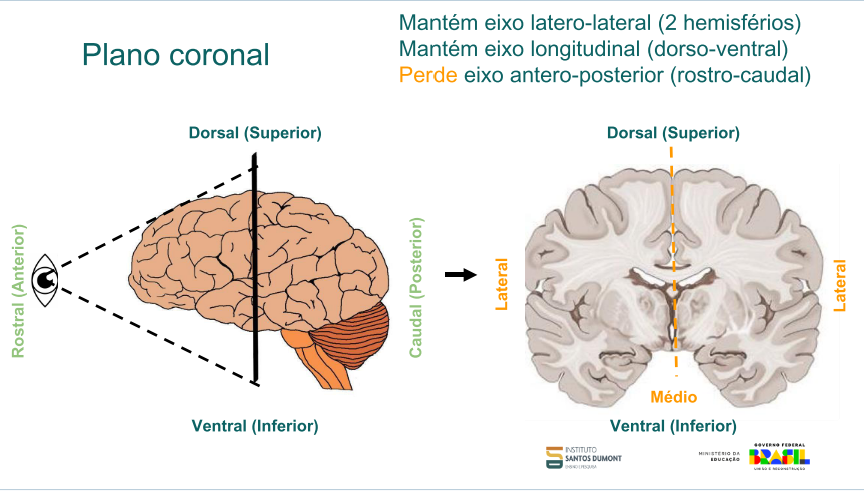 Plano coronal
Mantém eixo latero-lateral (2 hemisférios)
Mantém eixo longitudinal (dorso-ventral)
Perde eixo antero-posterior (rostro-caudal)
Dorsal (Superior)
Rostral (Anterior)
Caudal (Posterior)
Ventral (Inferior)
Dorsal (Superior)
Lateral
Lateral
Médio
Ventral (Inferior)
INSTITUTO
SANTOS DUMONT
ENSINO E PESQUISA
MINISTÉRIO DA
EDUCAÇÃO
GOVERNO FEDERAL
BRASIL
UNIÃO E RECONSTRUÇÃO